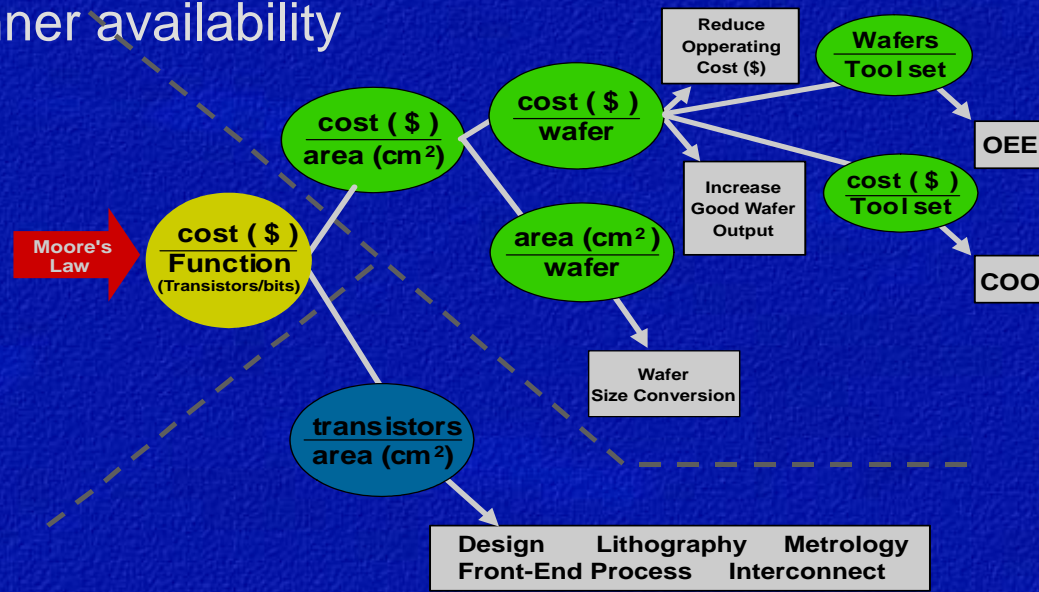 nner availability
Reduce
Opperating
Cost ($)
Wafers
Tool set
cost ( $ )
wafer
cost ( $ )
area (cm²)
OEE
Increase
Good Wafer
Output
cost ( $ )
Tool set
Moore's
Law
cost ( $ )
Function
(Transistors/bits)
area (cm²)
wafer
COO
Wafer
Size Conversion
transistors
area (cm²)
Design Lithography Metrology
Front-End Process Interconnect